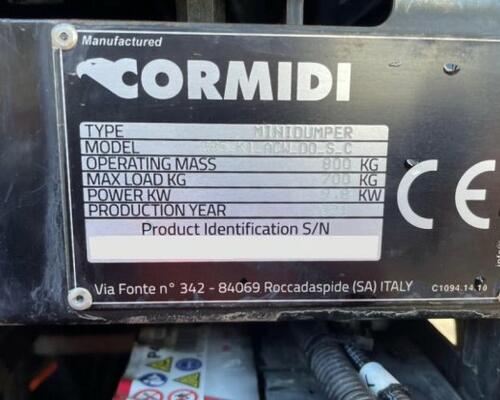 Manufactured
CORMIDI
TYPE MINIDUMPER
MODEL
OPERATING MASS 800 KG
MAX LOAD KG 700 KG
POWER KW KW
PRODUCTION YEAR
Product Identification S/N
Via Fonte n° 342 - 84069 Roccadaspide (SA) ITALY C1094.14.10
CE